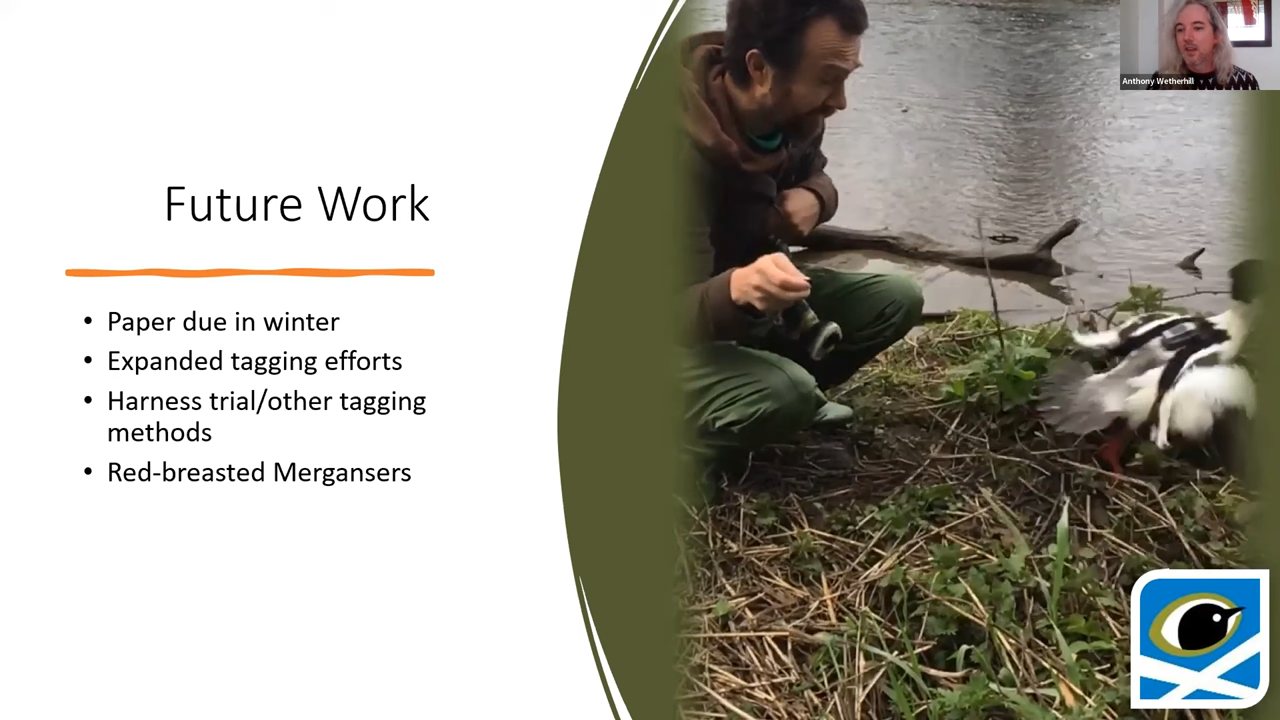 Anthony Wetherhill
Future Work
• Paper due in winter
• Expanded tagging efforts
• Harness trial/other tagging
methods
• Red-breasted Mergansers